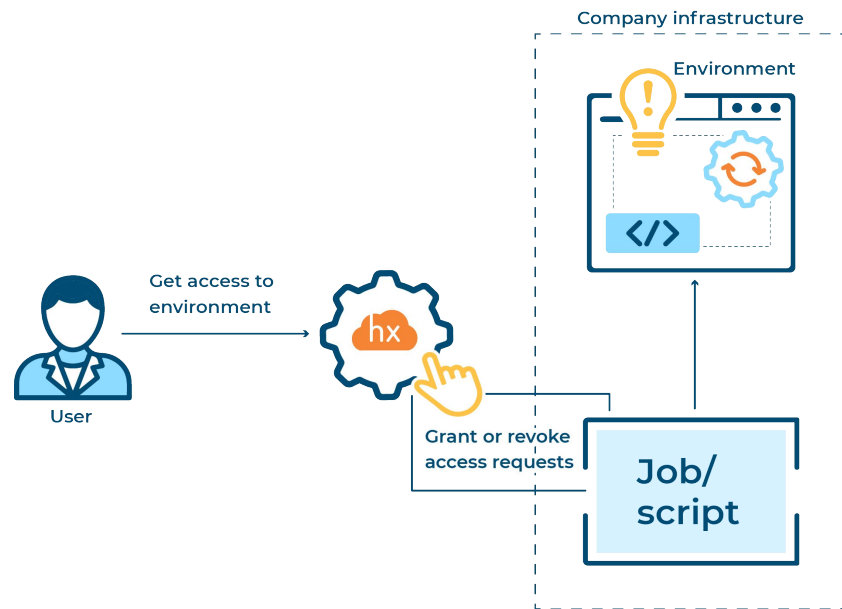 Company infrastructure
Environment
</>
Get access to
environment
hx
User
Grant or revoke
access requests
Job/
script